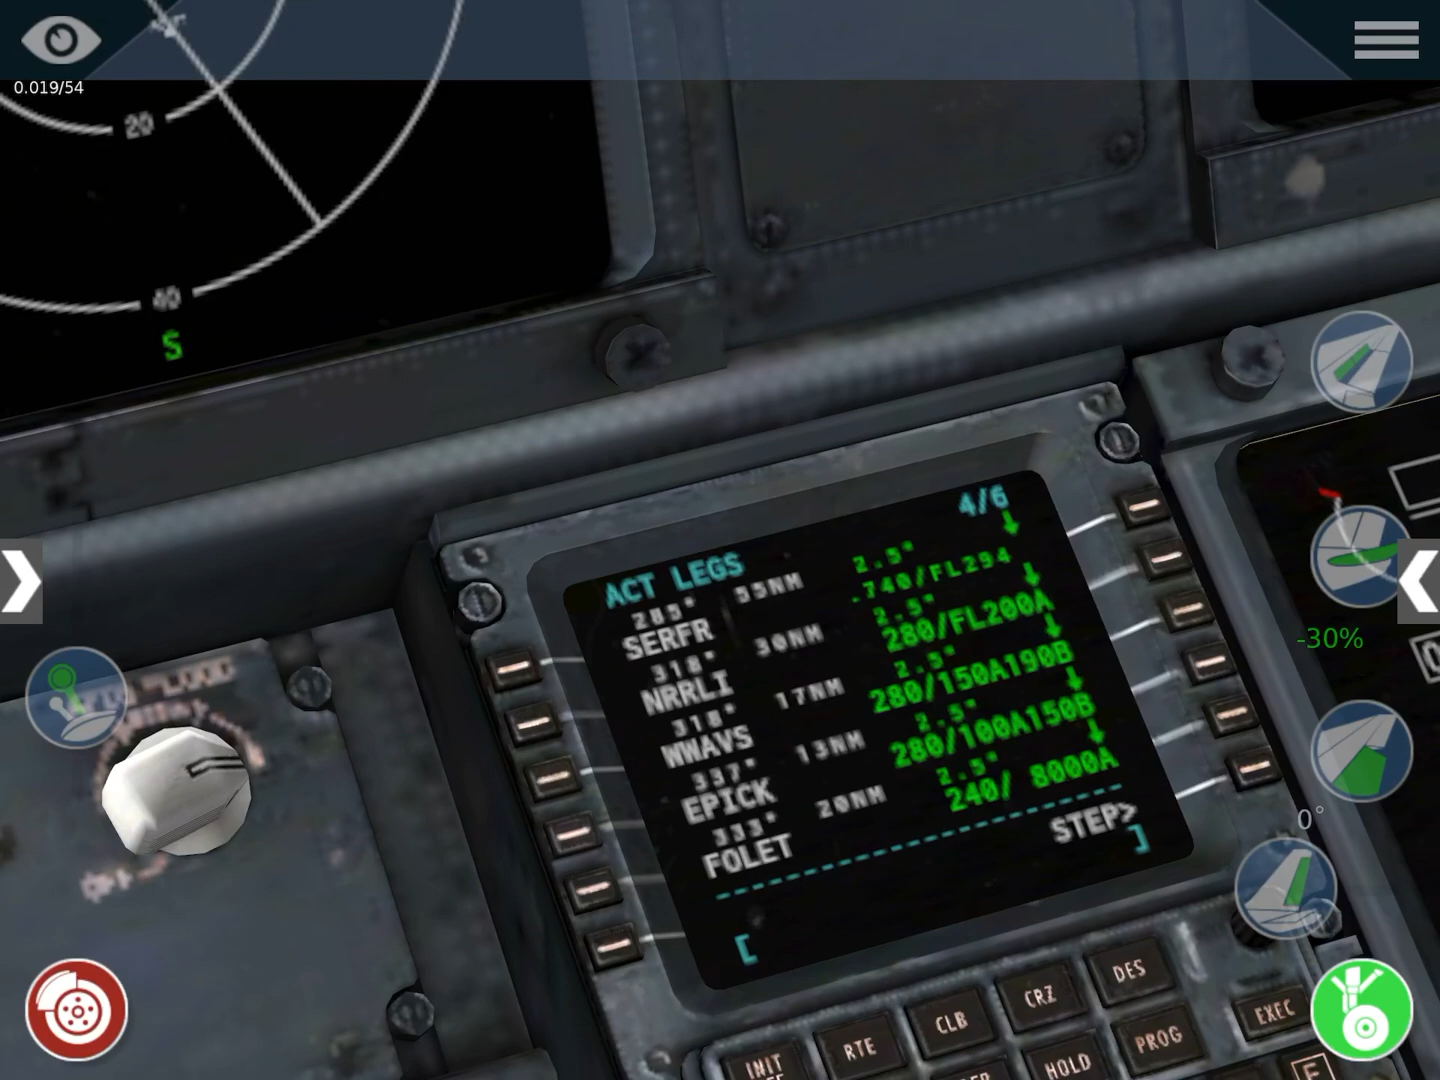 0.019/54
20
40
S
4/6
ACT LEGS
285° 55NM 2.5°
SERFR .740/FL294
318° 30NM 2.5°
NRRLI 280/FL200A
318° 17NM 2.5°
WWAVS 280/150A190B
337° 13NM 2.5°
EPICK 280/100A150B
333° 20NM 2.5°
FOLET 240/ 8000A
STEP>
[ ]
-30%
0°
INIT
RTE
CLB
CRZ
DES
HOLD
PROG
EXEC